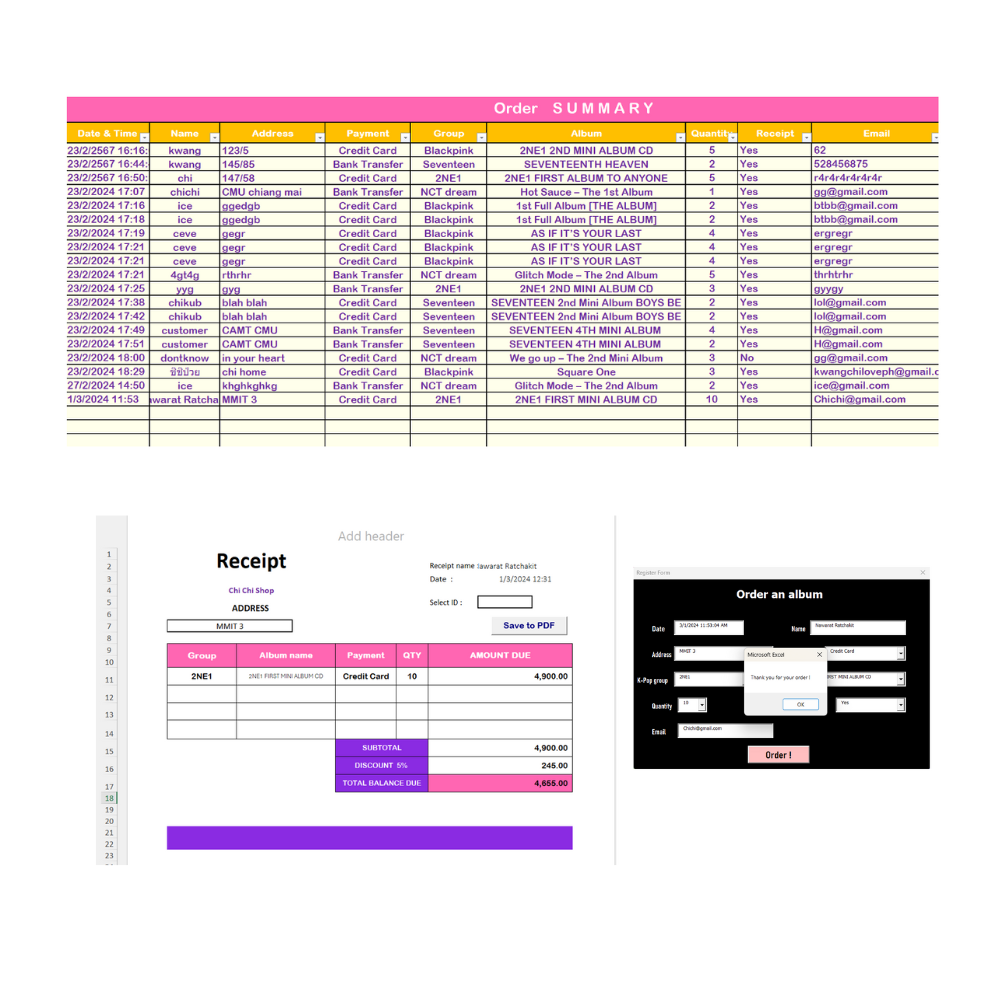 Order SUMMARY
Date & Time Name Address Payment Group Album Quantity Receipt Email
23/2/2567 16:16: kwang 123/5 Credit Card Blackpink 2NE1 2ND MINI ALBUM CD 5 Yes 62
23/2/2567 16:44: kwang 145/85 Bank Transfer Seventeen SEVENTEENTH HEAVEN 2 Yes 528456875
23/2/2567 16:50: chi 147/58 Credit Card 2NE1 2NE1 FIRST ALBUM TO ANYONE 5 Yes r4r4r4r4r4r4r
23/2/2024 17:07 chichi CMU chiang mai Bank Transfer NCT dream Hot Sauce – The 1st Album 1 Yes gg@gmail.com
23/2/2024 17:16 ice ggedgb Credit Card Blackpink 1st Full Album [THE ALBUM] 2 Yes btbb@gmail.com
23/2/2024 17:18 ice ggedgb Credit Card Blackpink 1st Full Album [THE ALBUM] 2 Yes btbb@gmail.com
23/2/2024 17:19 ceve gegr Credit Card Blackpink AS IF IT'S YOUR LAST 4 Yes ergregr
23/2/2024 17:21 ceve gegr Credit Card Blackpink AS IF IT'S YOUR LAST 4 Yes ergregr
23/2/2024 17:21 ceve gegr Credit Card Blackpink AS IF IT'S YOUR LAST 4 Yes ergregr
23/2/2024 17:21 4gt4g rthrhr Bank Transfer NCT dream Glitch Mode – The 2nd Album 5 Yes thrhtrhr
23/2/2024 17:25 yyg gyg Bank Transfer 2NE1 2NE1 2ND MINI ALBUM CD 3 Yes gyygy
23/2/2024 17:38 chikub blah blah Credit Card Seventeen SEVENTEEN 2nd Mini Album BOYS BE 2 Yes lol@gmail.com
23/2/2024 17:42 chikub blah blah Credit Card Seventeen SEVENTEEN 2nd Mini Album BOYS BE 2 Yes lol@gmail.com
23/2/2024 17:49 customer CAMT CMU Bank Transfer Seventeen SEVENTEEN 4TH MINI ALBUM 4 Yes H@gmail.com
23/2/2024 17:51 customer CAMT CMU Bank Transfer Seventeen SEVENTEEN 4TH MINI ALBUM 2 Yes H@gmail.com
23/2/2024 18:00 dontknow in your heart Credit Card NCT dream We go up – The 2nd Mini Album 3 No gg@gmail.com
23/2/2024 18:29 ชิชิป่วย chi home Credit Card Blackpink Square One 3 Yes kwangchiloveph@gmail.c
27/2/2024 14:50 ice khghkghkg Bank Transfer NCT dream Glitch Mode – The 2nd Album 2 Yes ice@gmail.com
1/3/2024 11:53 awarat Ratcha MMIT 3 Credit Card 2NE1 2NE1 FIRST MINI ALBUM CD 10 Yes Chichi@gmail.com
Add header
Receipt
Receipt name Iawarat Ratchakit
Date : 1/3/2024 12:31
Chi Chi Shop
Select ID :
ADDRESS
MMIT 3
Save to PDF
Group Album name Payment QTY AMOUNT DUE
2NE1 2NE1 FIRST MINI ALBUM CD Credit Card 10 4,900.00
SUBTOTAL 4,900.00
DISCOUNT 5% 245.00
TOTAL BALANCE DUE 4,655.00
1
2
3
4
5
6
7
8
9
10
11
12
13
14
15
16
17
18
19
20
21
22
23
Register Form
Order an album
Date 3/1/2024 11:53:04 AM Name Nawarat Ratchakit
Address MMIT 3 Credit Card
Microsoft Excel
Thank you for your order !
OK
K-Pop group 2NE1 IRST MINI ALBUM CD
Quantity 10 Yes
Email Chichi@gmail.com
Order !